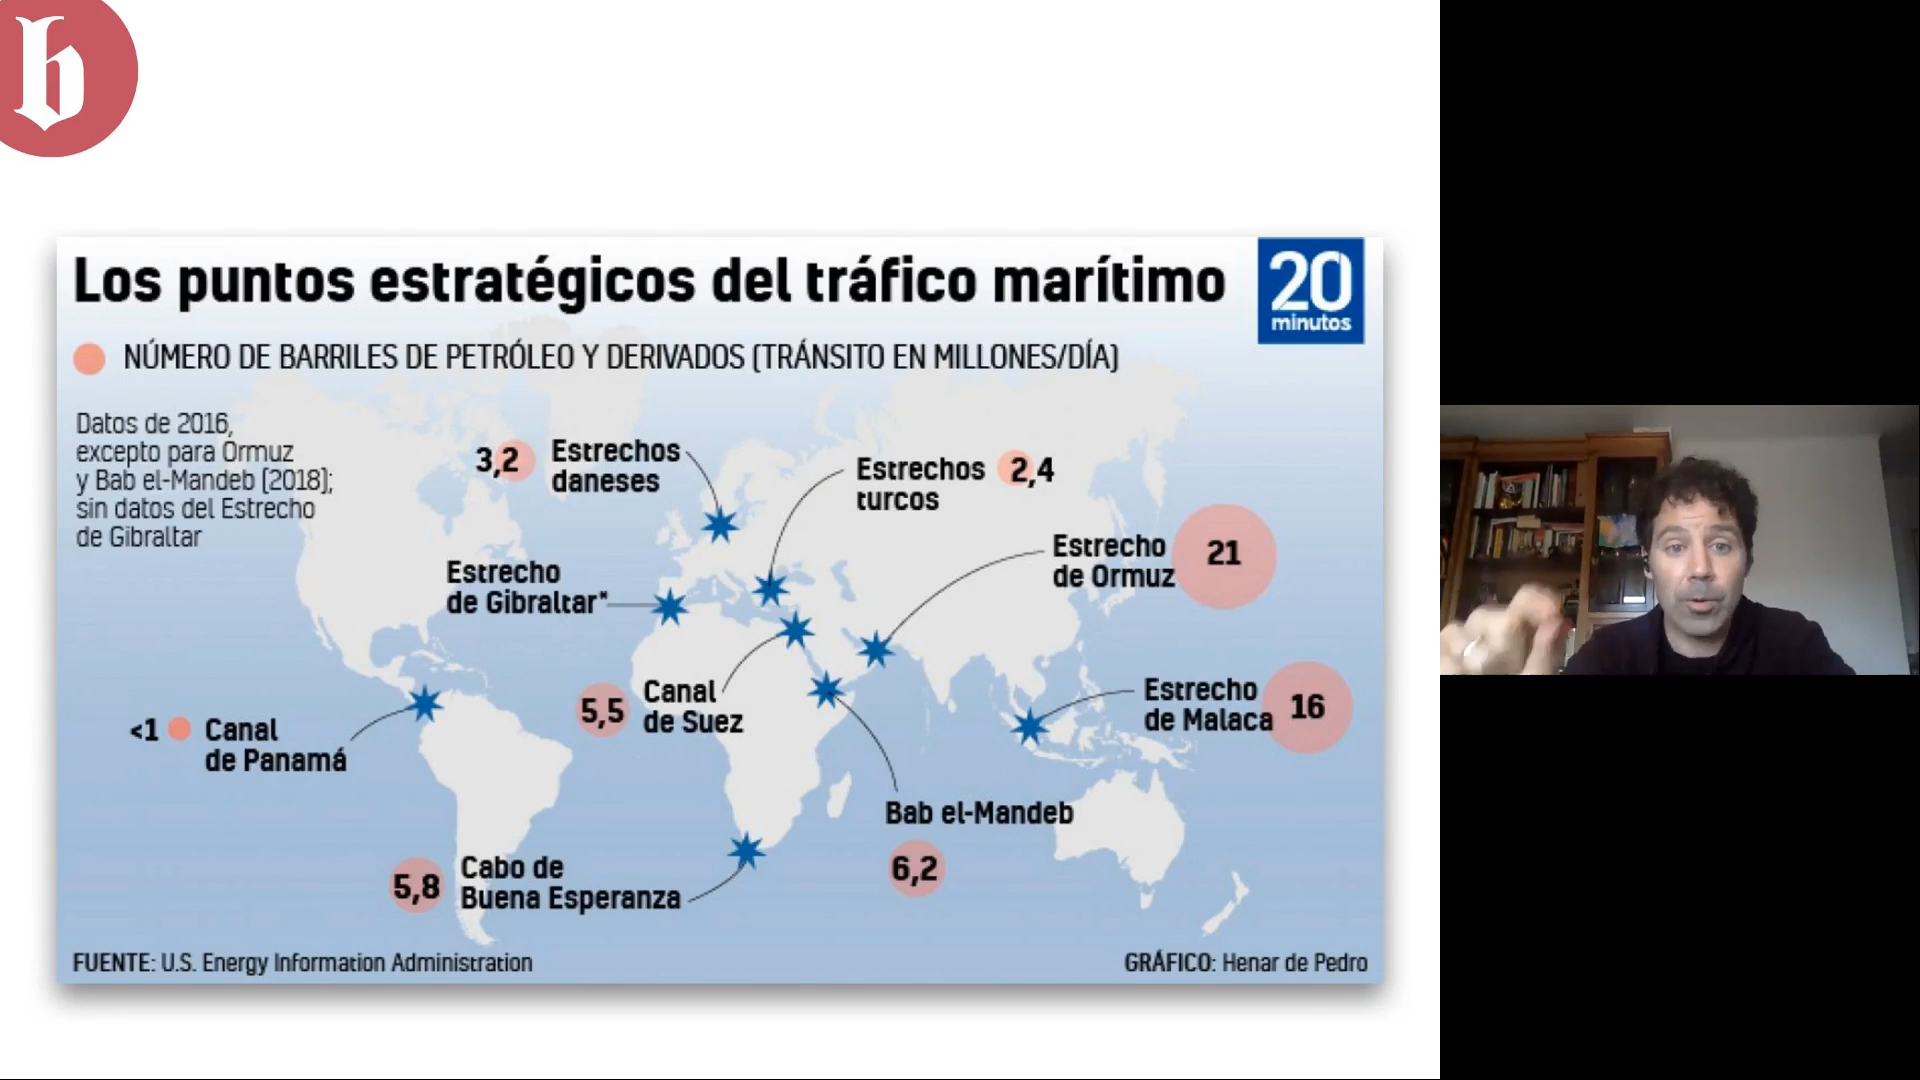 b
Los puntos estratégicos del tráfico marítimo
20
minutos
NÚMERO DE BARRILES DE PETRÓLEO Y DERIVADOS (TRÁNSITO EN MILLONES/DÍA)
Datos de 2016,
excepto para Ormuz
y Bab el-Mandeb (2018);
sin datos del Estrecho
de Gibraltar
3,2
Estrechos
daneses
Estrechos
turcos
2,4
Estrecho
de Ormuz
21
Estrecho
de Gibraltar*
5,5
Canal
de Suez
Estrecho
de Malaca
16
<1
Canal
de Panamá
Bab el-Mandeb
6,2
5,8
Cabo de
Buena Esperanza
FUENTE: U.S. Energy Information Administration
GRÁFICO: Henar de Pedro